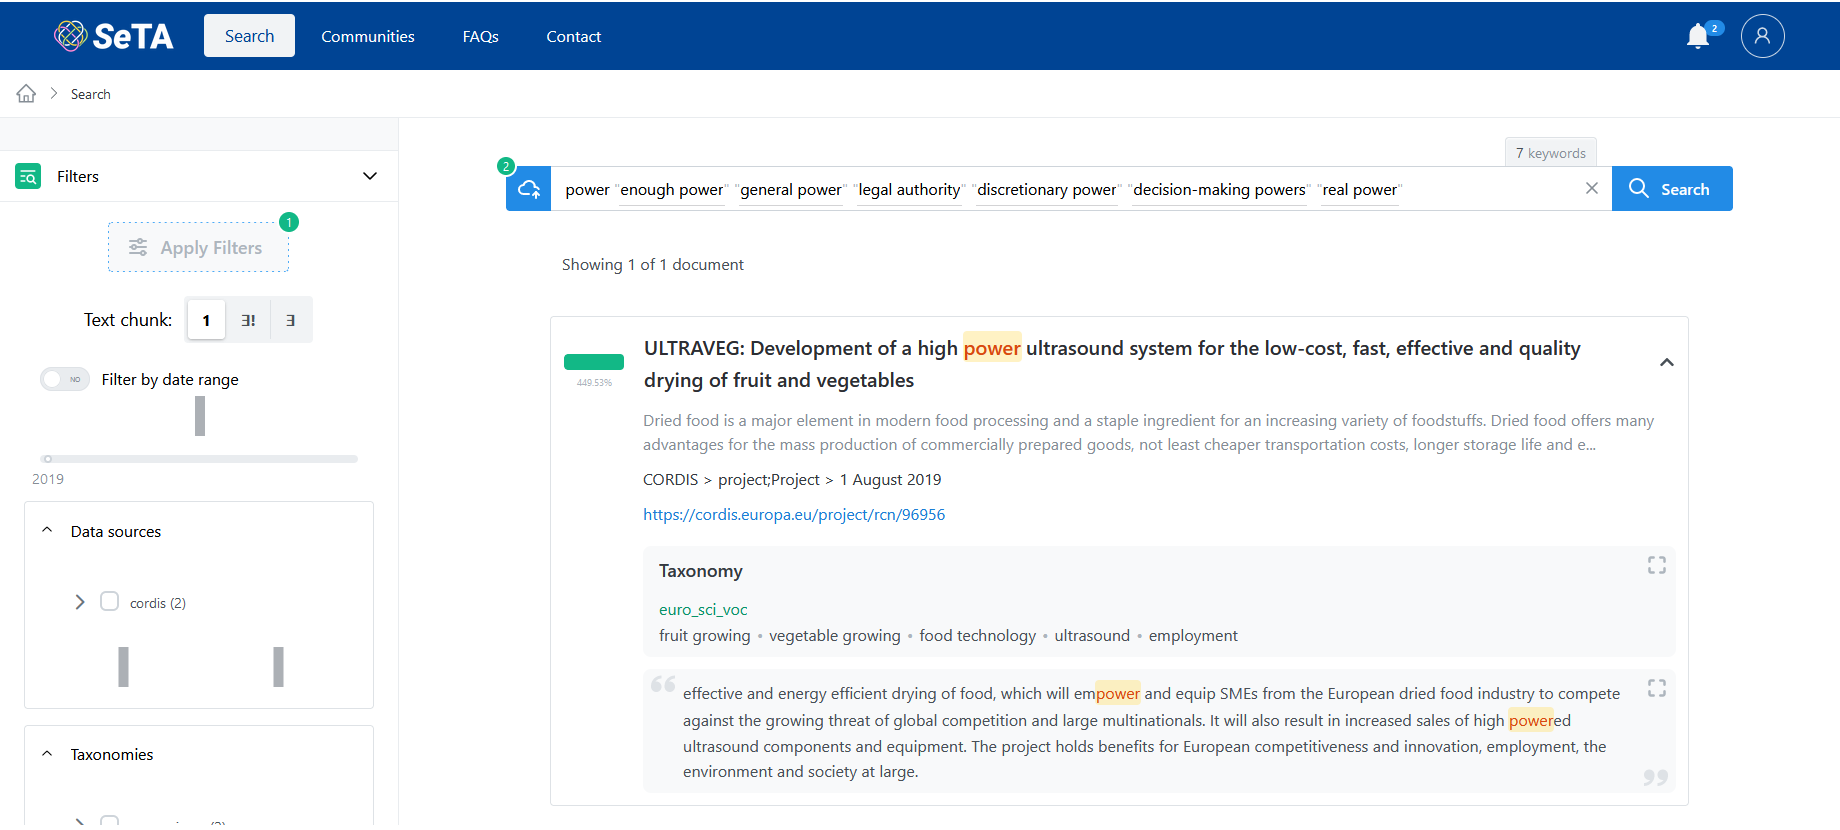 SeTA
Search
Communities
FAQs
Contact
2
Search
Filters
1
Apply Filters
Text chunk:
1
∃!
∃
NO
Filter by date range
2019
Data sources
cordis (2)
Taxonomies
7 keywords
2
power "enough power" "general power" "legal authority" "discretionary power" "decision-making powers" "real power"
Search
Showing 1 of 1 document
449.53%
ULTRAVEG: Development of a high power ultrasound system for the low-cost, fast, effective and quality
drying of fruit and vegetables
Dried food is a major element in modern food processing and a staple ingredient for an increasing variety of foodstuffs. Dried food offers many
advantages for the mass production of commercially prepared goods, not least cheaper transportation costs, longer storage life and e...
CORDIS > project;Project > 1 August 2019
https://cordis.europa.eu/project/rcn/96956
Taxonomy
euro_sci_voc
fruit growing • vegetable growing • food technology • ultrasound • employment
effective and energy efficient drying of food, which will empower and equip SMEs from the European dried food industry to compete
against the growing threat of global competition and large multinationals. It will also result in increased sales of high powered
ultrasound components and equipment. The project holds benefits for European competitiveness and innovation, employment, the
environment and society at large.